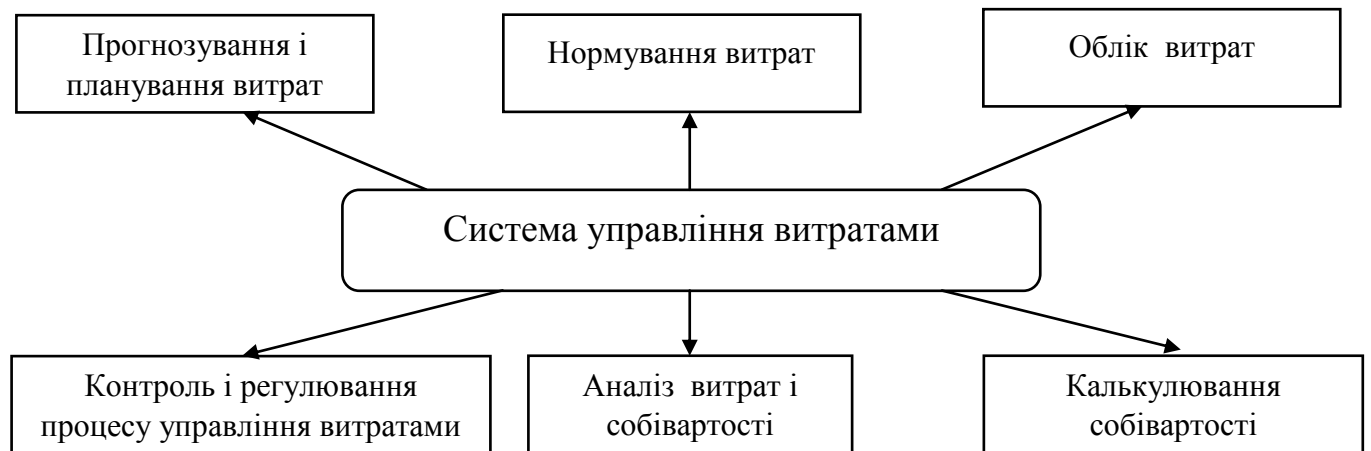 Прогнозування і
планування витрат
Нормування витрат
Облік витрат
Система управління витратами
Контроль і регулювання
процесу управління витратами
Аналіз витрат і
собівартості
Калькулювання
собівартості